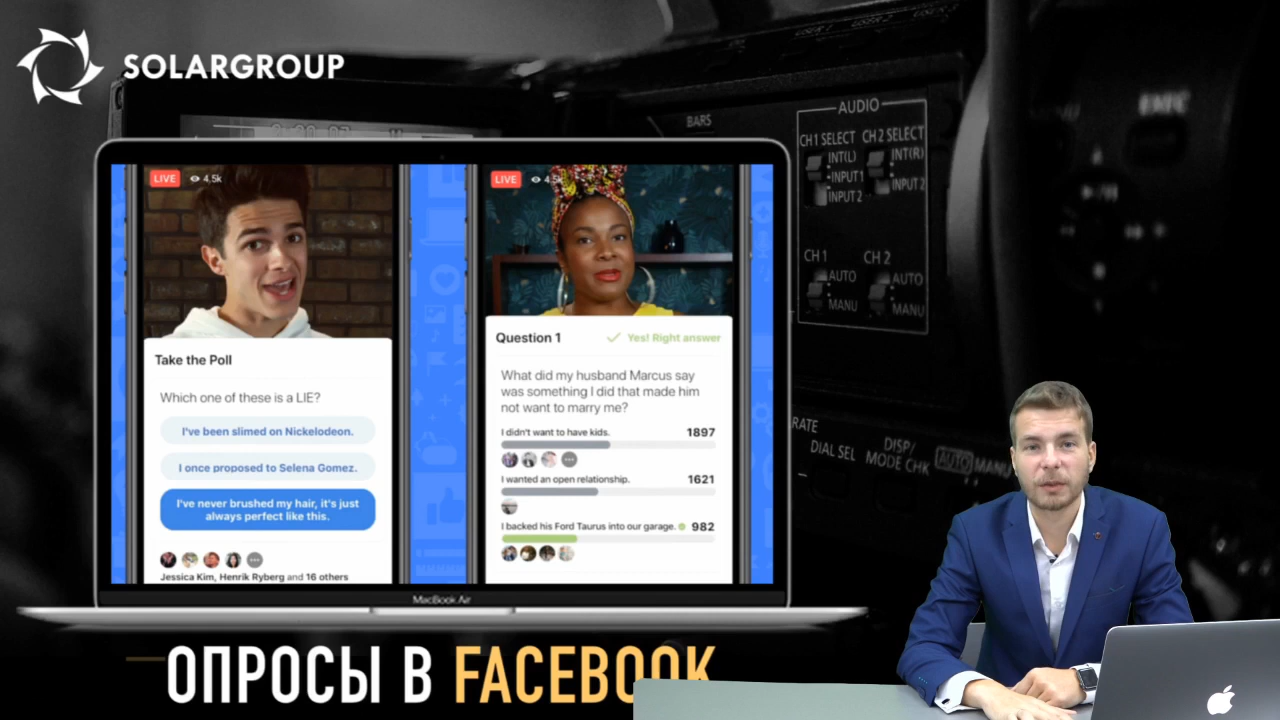 SOLARGROUP
LIVE 4,5k
Take the Poll
Which one of these is a LIE?
I've been slimed on Nickelodeon.
I once proposed to Selena Gomez.
I've never brushed my hair, it's just
always perfect like this.
Jessica Kim, Henrik Ryberg and 16 others
LIVE
Question 1 Yes! Right answer
What did my husband Marcus say
was something I did that made him
not want to marry me?
I didn't want to have kids. 1897
I wanted an open relationship. 1621
I backed his Ford Taurus into our garage. 982
MacBook Air
BARS
AUDIO
CH1 SELECT CH2 SELECT
INT(L) INT(R)
INPUT1
INPUT2 INPUT2
CH1 CH2
AUTO AUTO
MANU MANU
RATE
DIAL SEL
DISP/
MODE CHK
AUTO MANU
ОПРОСЫ В FACEBOOK